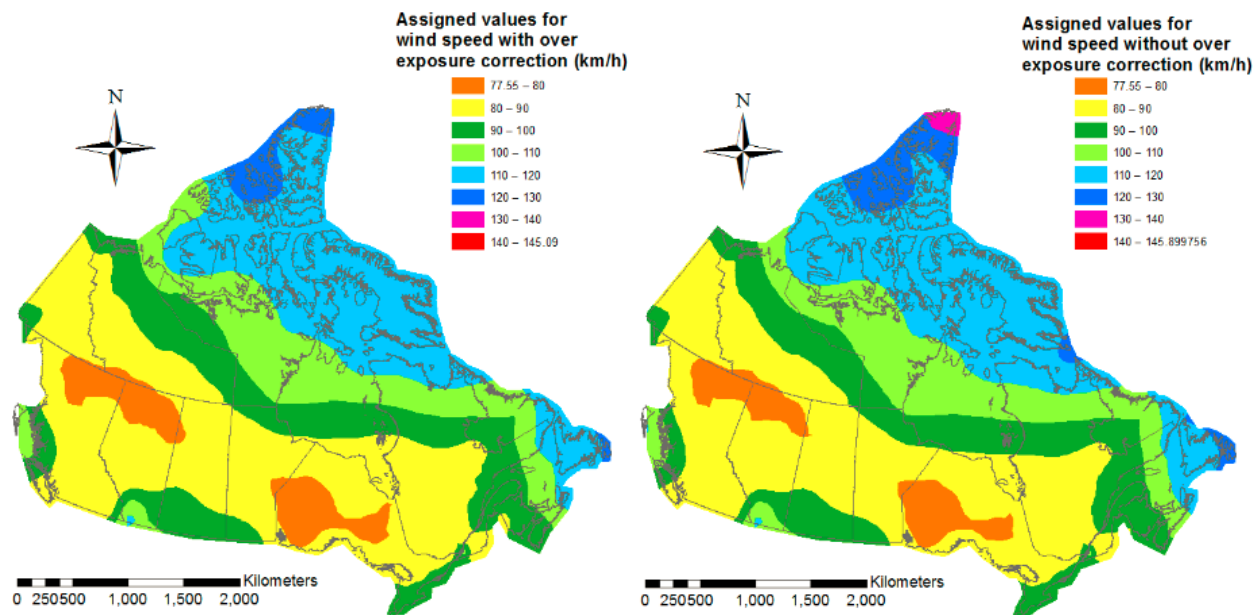 Assigned values for
wind speed with over
exposure correction (km/h)
77.55 – 80
80 – 90
90 – 100
100 – 110
110 – 120
120 – 130
130 – 140
140 – 145.09
N
Kilometers
0 250500 1,000 1,500 2,000
Assigned values for
wind speed without over
exposure correction (km/h)
77.55 – 80
80 – 90
90 – 100
100 – 110
110 – 120
120 – 130
130 – 140
140 – 145.899756
N
Kilometers
0 250500 1,000 1,500 2,000